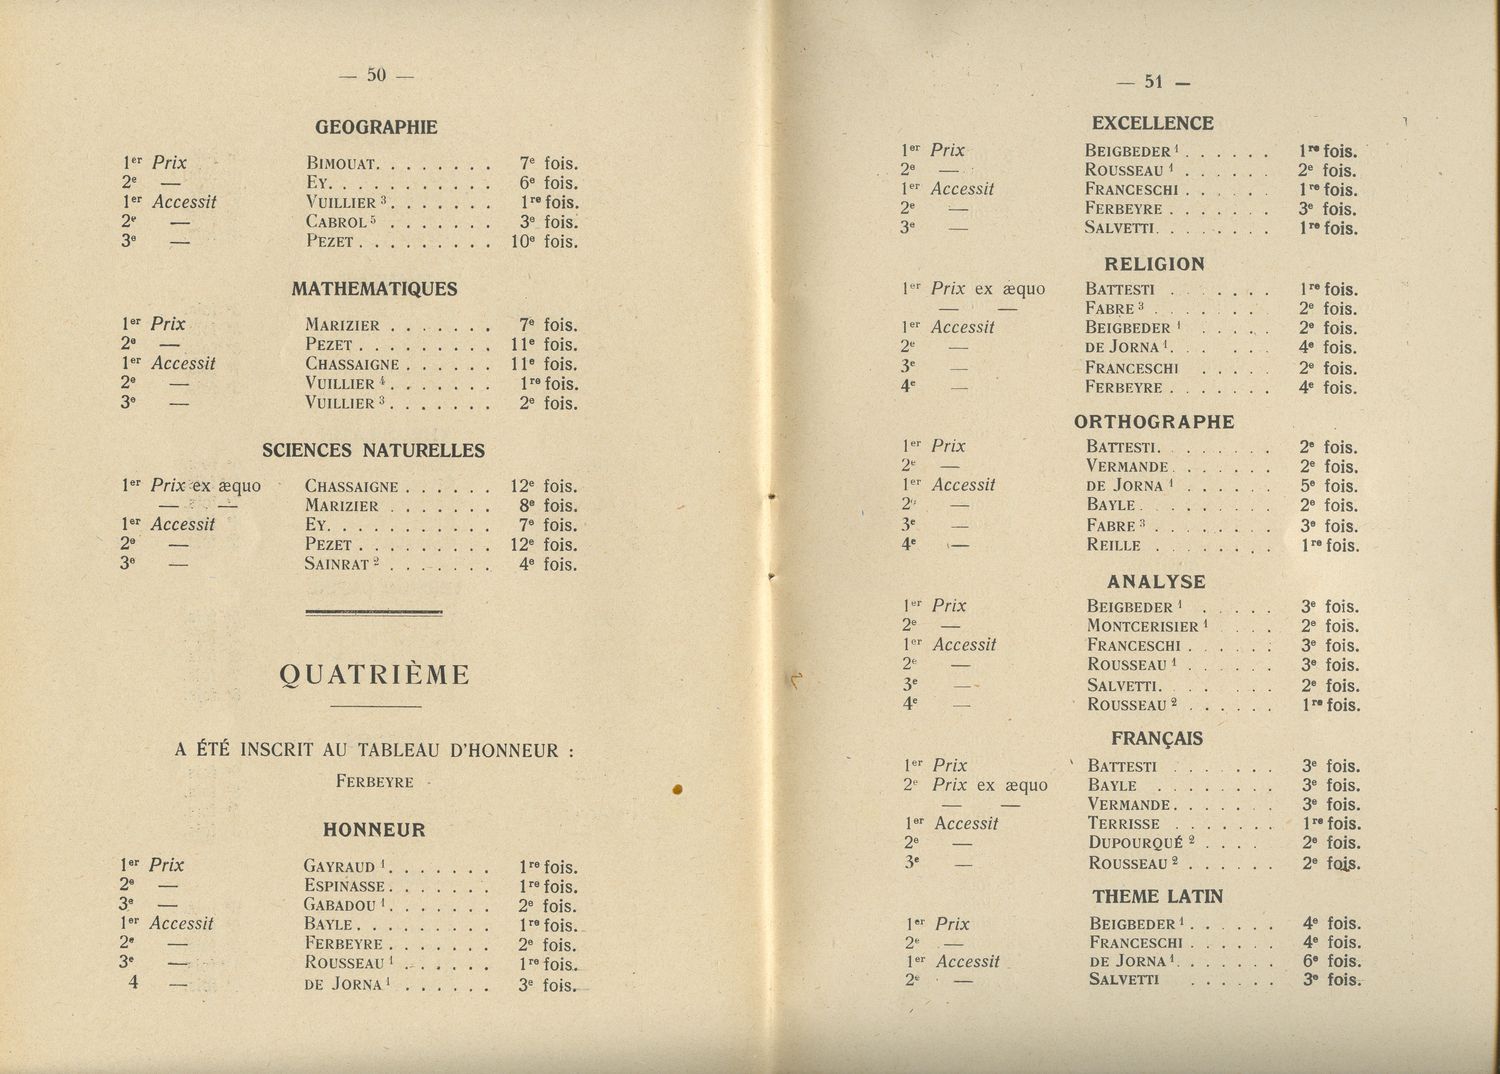 — 50 —
GEOGRAPHIE
1er Prix BIMOUAT. . . . . . . . 7e fois.
2e — EY. . . . . . . . . . . 6e fois.
1er Accessit VUILLIER 3. . . . . . . 1re fois.
2e — CABROL 5 . . . . . . . 3e fois.
3e — PEZET . . . . . . . . . 10e fois.
MATHEMATIQUES
1er Prix MARIZIER . . . . . . . 7e fois.
2e — PEZET . . . . . . . . . 11e fois.
1er Accessit CHASSAIGNE . . . . . . 11e fois.
2e — VUILLIER 4. . . . . . . 1re fois.
3e — VUILLIER 3. . . . . . . 2e fois.
SCIENCES NATURELLES
1er Prix ex æquo CHASSAIGNE . . . . . . 12e fois.
— — MARIZIER . . . . . . . 8e fois.
1er Accessit EY. . . . . . . . . . . 7e fois.
2e — PEZET . . . . . . . . . 12e fois.
3e — SAINRAT 2 . . . . . . . 4e fois.
QUATRIÈME
A ÉTÉ INSCRIT AU TABLEAU D'HONNEUR :
FERBEYRE
HONNEUR
1er Prix GAYRAUD 1. . . . . . . 1re fois.
2e — ESPINASSE. . . . . . . 1re fois.
3e — GABADOU 1. . . . . . . 2e fois.
1er Accessit BAYLE. . . . . . . . . 1re fois.
2e — FERBEYRE . . . . . . . 2e fois.
3e — ROUSSEAU 1 . . . . . . 1re fois.
4 — DE JORNA 1 . . . . . . 3e fois.
— 51 —
EXCELLENCE
1er Prix BEIGBEDER 1. . . . . . 1re fois.
2e — ROUSSEAU 1 . . . . . . 2e fois.
1er Accessit FRANCESCHI . . . . . . 1re fois.
2e — FERBEYRE . . . . . . . 3e fois.
3e — SALVETTI. . . . . . . . 1re fois.
RELIGION
1er Prix ex æquo BATTESTI . . . . . . . 1re fois.
— — FABRE 3 . . . . . . . 2e fois.
1er Accessit BEIGBEDER 1 . . . . . 2e fois.
2e — DE JORNA 1. . . . . . 4e fois.
3e — FRANCESCHI . . . . . 2e fois.
4e — FERBEYRE . . . . . . . 4e fois.
ORTHOGRAPHE
1er Prix BATTESTI. . . . . . . . 2e fois.
2e — VERMANDE. . . . . . . 2e fois.
1er Accessit DE JORNA 1 . . . . . . 5e fois.
2e — BAYLE. . . . . . . . . 2e fois.
3e — FABRE 3 . . . . . . . . 3e fois.
4e — REILLE . . . . . . . . 1re fois.
ANALYSE
1er Prix BEIGBEDER 1 . . . . . 3e fois.
2e — MONTCERISIER 1 . . . . 2e fois.
1er Accessit FRANCESCHI . . . . . . 3e fois.
2e — ROUSSEAU 1 . . . . . . 3e fois.
3e — SALVETTI. . . . . . . 2e fois.
4e — ROUSSEAU 2 . . . . . . 1re fois.
FRANÇAIS
1er Prix BATTESTI . . . . . . . 3e fois.
2e Prix ex æquo BAYLE . . . . . . . . 3e fois.
— — VERMANDE. . . . . . . 3e fois.
1er Accessit TERRISSE . . . . . . . 1re fois.
2e — DUPOURQUÉ 2 . . . . 2e fois.
3e — ROUSSEAU 2 . . . . . . 2e fois.
THEME LATIN
1er Prix BEIGBEDER 1. . . . . . 4e fois.
2e — FRANCESCHI . . . . . . 4e fois.
1er Accessit DE JORNA 1. . . . . . . 6e fois.
2e — SALVETTI . . . . . . 3e fois.